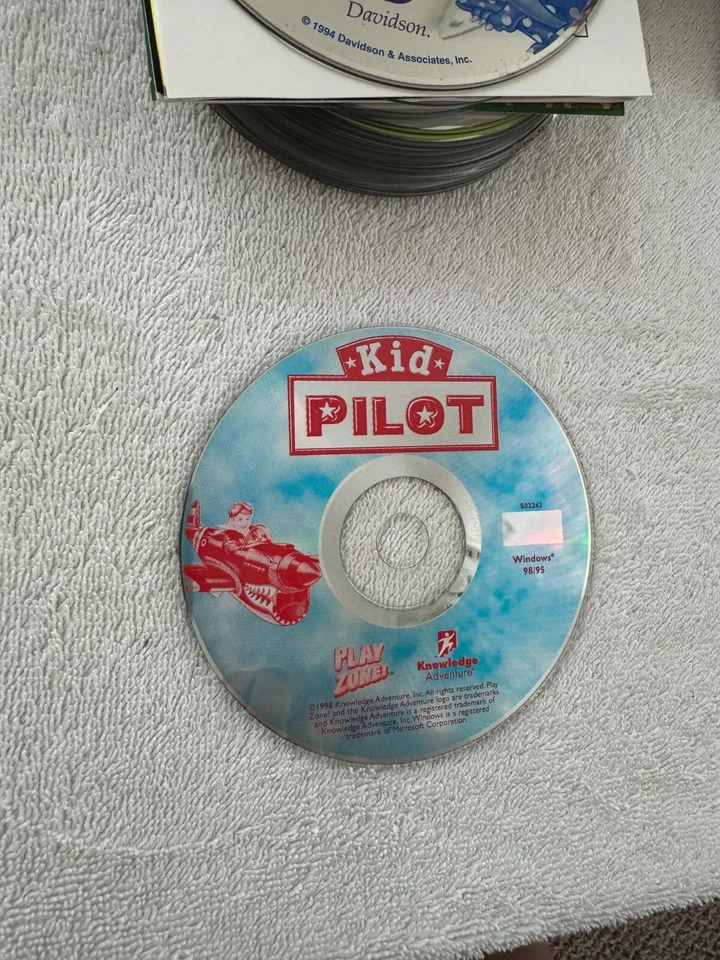 Davidson.
© 1994 Davidson & Associates, Inc.
Kid
PILOT
S02243
Windows®
98/95
PLAY
ZONE!™
Knowledge
Adventure®
©1998 Knowledge Adventure, Inc. All rights reserved. Play
Zone! and the Knowledge Adventure logo are trademarks
and Knowledge Adventure is a registered trademark of
Knowledge Adventure, Inc. Windows is a registered
trademark of Microsoft Corporation.